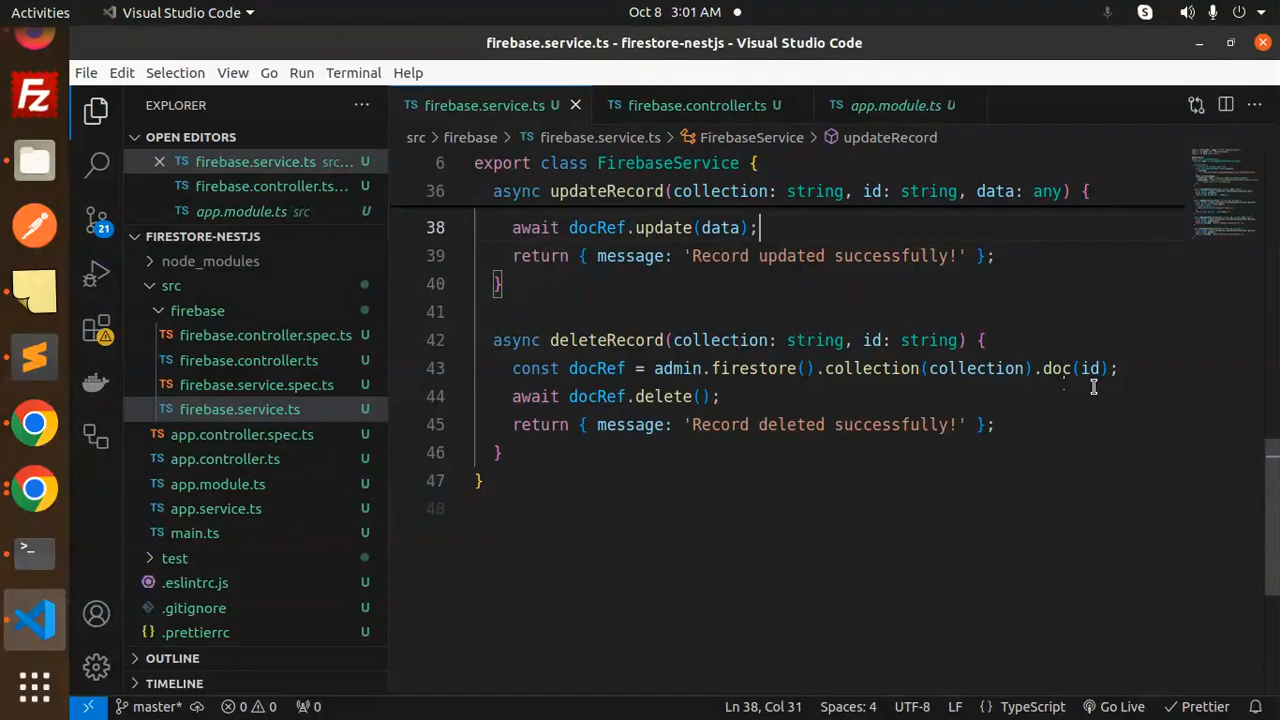 Activities
Visual Studio Code
Oct 8 3:01 AM
firebase.service.ts - firestore-nestjs - Visual Studio Code
File Edit Selection View Go Run Terminal Help
EXPLORER
firebase.service.ts U
firebase.controller.ts U
app.module.ts U
OPEN EDITORS
src > firebase > firebase.service.ts > FirebaseService > updateRecord
firebase.service.ts src... U
firebase.controller.ts... U
app.module.ts src U
FIRESTORE-NESTJS
node_modules
src
firebase
firebase.controller.spec.ts U
firebase.controller.ts U
firebase.service.spec.ts U
firebase.service.ts U
app.controller.spec.ts U
app.controller.ts U
app.module.ts U
app.service.ts U
main.ts U
test
.eslintrc.js U
.gitignore U
.prettierrc U
OUTLINE
TIMELINE
21
6 export class FirebaseService {
36 async updateRecord(collection: string, id: string, data: any) {
38 await docRef.update(data);
39 return { message: 'Record updated successfully!' };
40 }
41
42 async deleteRecord(collection: string, id: string) {
43 const docRef = admin.firestore().collection(collection).doc(id);
44 await docRef.delete();
45 return { message: 'Record deleted successfully!' };
46 }
47 }
48
master* 0 0 0 Ln 38, Col 31 Spaces: 4 UTF-8 LF {} TypeScript Go Live Prettier